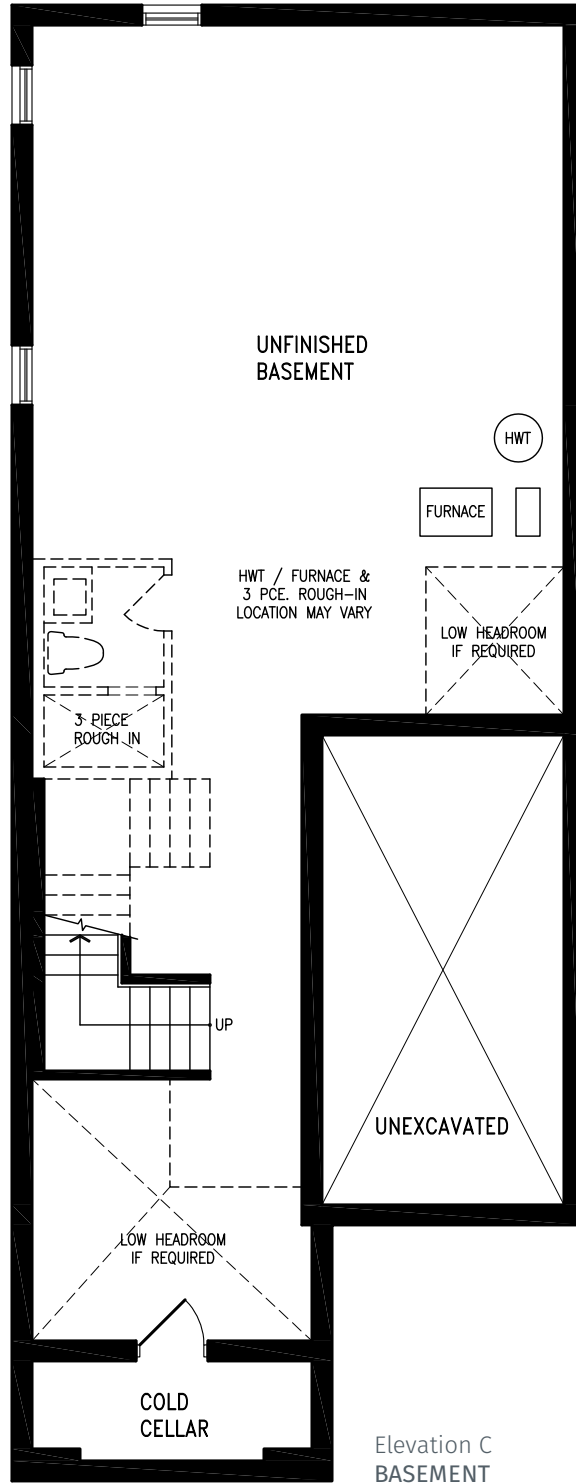 UNFINISHED
BASEMENT
HWT
FURNACE
HWT / FURNACE &
3 PCE. ROUGH-IN
LOCATION MAY VARY
LOW HEADROOM
IF REQUIRED
3 PIECE
ROUGH IN
UP
UNEXCAVATED
LOW HEADROOM
IF REQUIRED
COLD
CELLAR
Elevation C
BASEMENT